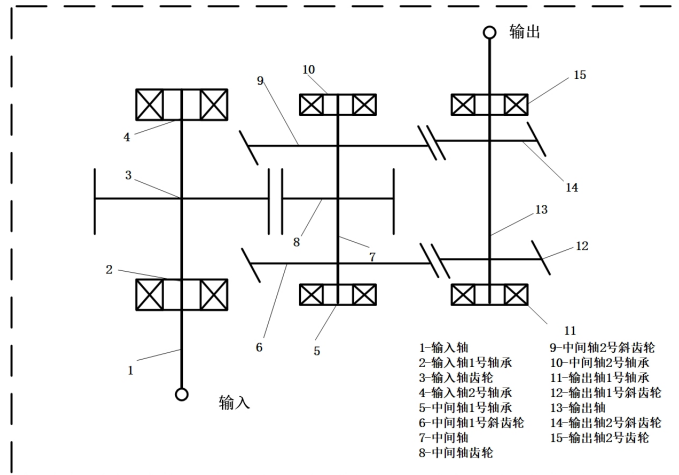 输出
10
9
15
4
3
14
13
8
2
7
12
6
5
11
1
输入
1-输入轴
2-输入轴1号轴承
3-输入轴齿轮
4-输入轴2号轴承
5-中间轴1号轴承
6-中间轴1号斜齿轮
7-中间轴
8-中间轴齿轮
9-中间轴2号斜齿轮
10-中间轴2号轴承
11-输出轴1号轴承
12-输出轴1号斜齿轮
13-输出轴
14-输出轴2号斜齿轮
15-输出轴2号齿轮